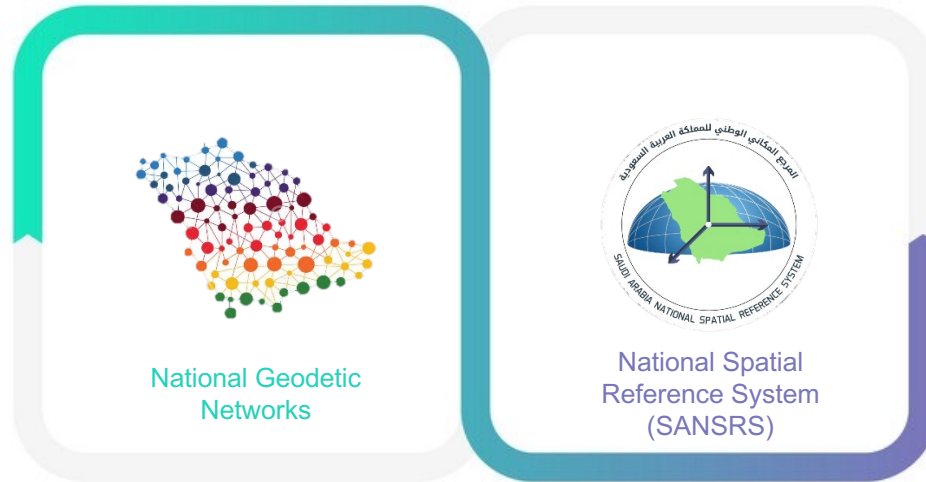 National Geodetic
Networks
المرجع المكاني الوطني للمملكة العربية السعودية
SAUDI ARABIA NATIONAL SPATIAL REFERENCE SYSTEM
National Spatial
Reference System
(SANSRS)